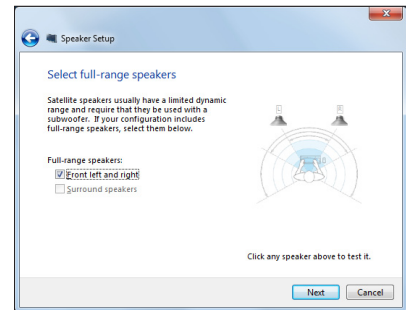 Speaker Setup
Select full-range speakers
Satellite speakers usually have a limited dynamic
range and require that they be used with a
subwoofer. If your configuration includes
full-range speakers, select them below.
Full-range speakers:
Front left and right
Surround speakers
L R
Click any speaker above to test it.
Next Cancel